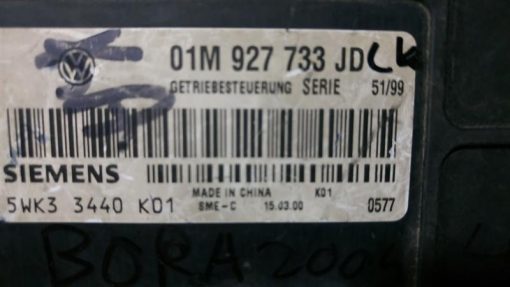 01M 927 733 JD
GETRIEBESTEUERUNG SERIE 51/99
SIEMENS
MADE IN CHINA K01
5WK3 3440 K01 SME-C 15.03.00 0577
BORA 2004